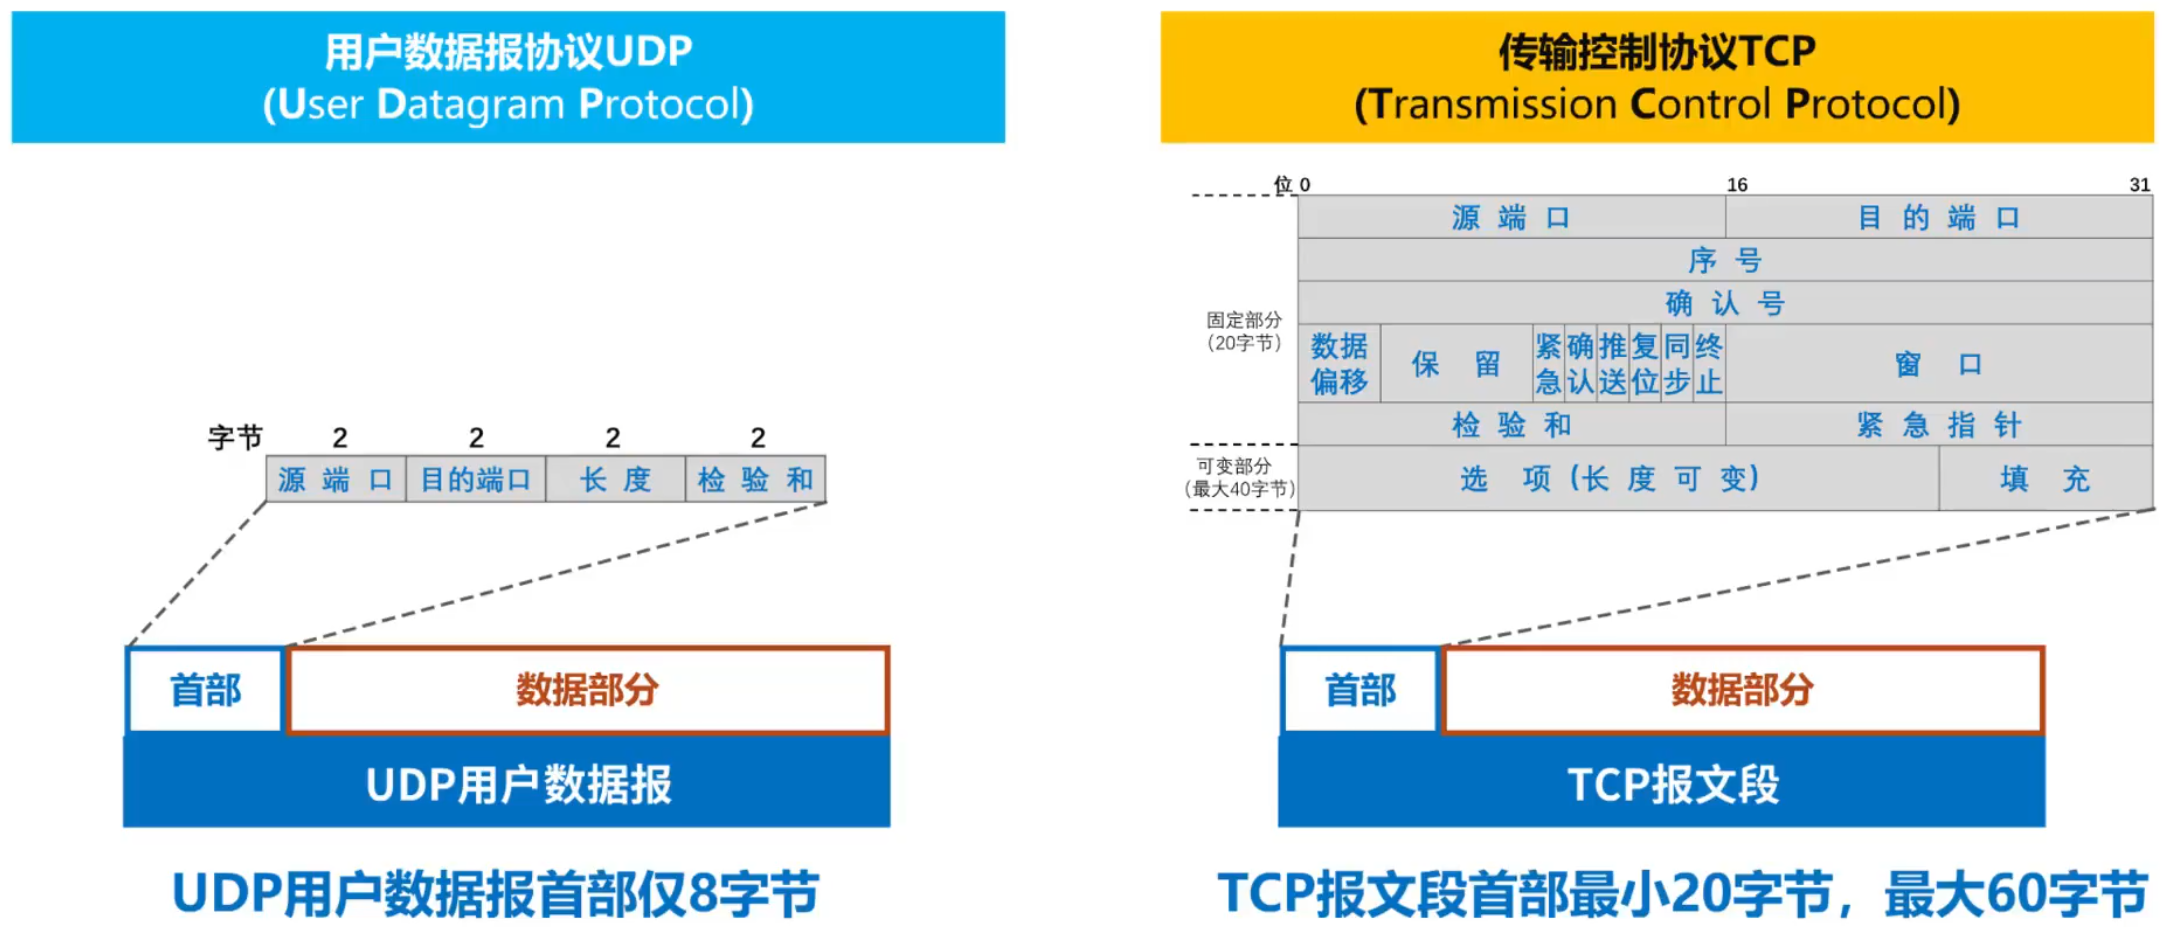 用户数据报协议UDP
(User Datagram Protocol)
字节 2 2 2 2
源端口 目的端口 长度 检验和
首部 数据部分
UDP用户数据报
UDP用户数据报首部仅8字节
传输控制协议TCP
(Transmission Control Protocol)
位 0 16 31
源端口 目的端口
序号
确认号
固定部分
（20字节）
数据偏移 保留 紧急 确认 推送 复位 同步 终止 窗口
检验和 紧急指针
可变部分
（最大40字节）
选项(长度可变) 填充
首部 数据部分
TCP报文段
TCP报文段首部最小20字节，最大60字节